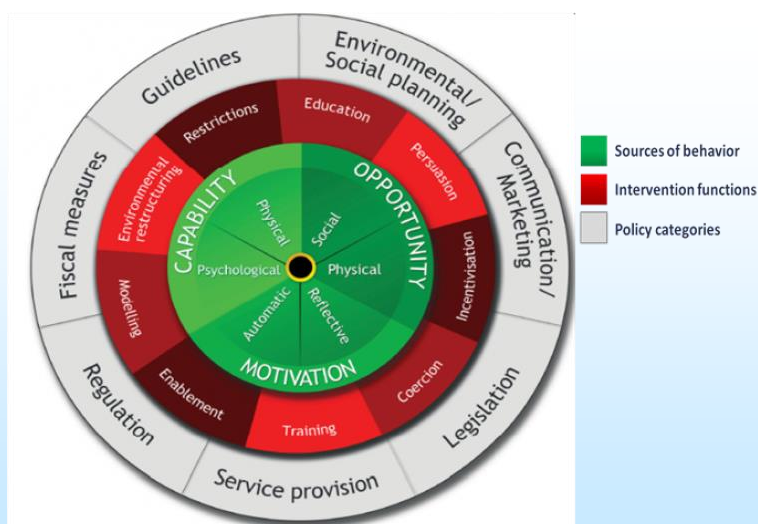 Environmental/
Social planning
Communication/
Marketing
Legislation
Service provision
Regulation
Fiscal measures
Guidelines
Restrictions
Education
Persuasion
Incentivisation
Coercion
Training
Enablement
Modelling
Environmental
restructuring
CAPABILITY
OPPORTUNITY
MOTIVATION
Physical
Social
Physical
Reflective
Automatic
Psychological
Sources of behavior
Intervention functions
Policy categories